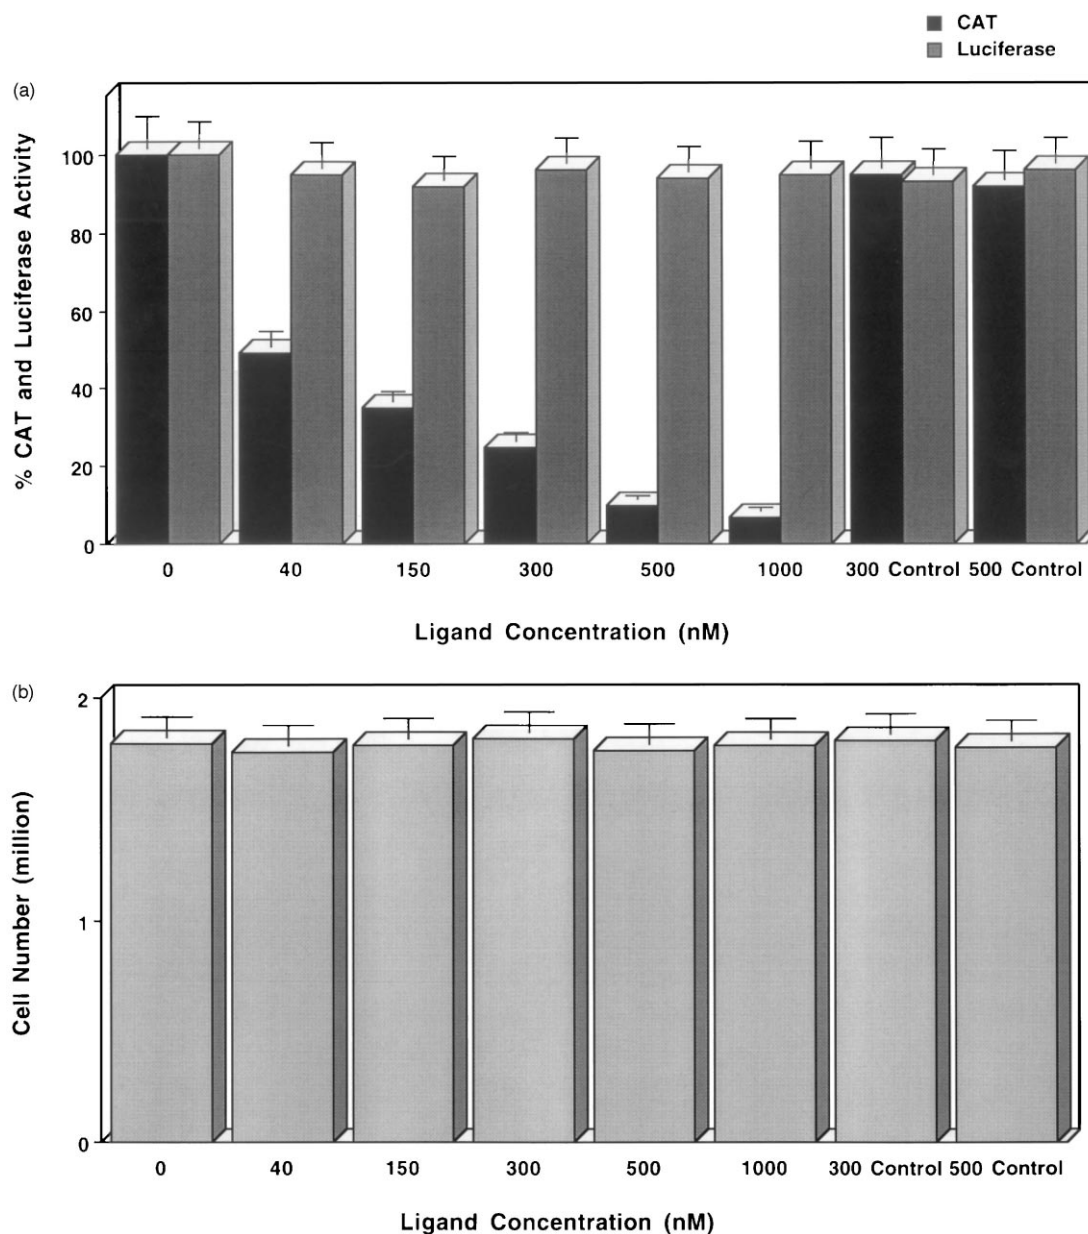 CAT
Luciferase
(a)
% CAT and Luciferase Activity
100
80
60
40
20
0
0 40 150 300 500 1000 300 Control 500 Control
Ligand Concentration (nM)
(b)
Cell Number (million)
2
1
0
0 40 150 300 500 1000 300 Control 500 Control
Ligand Concentration (nM)